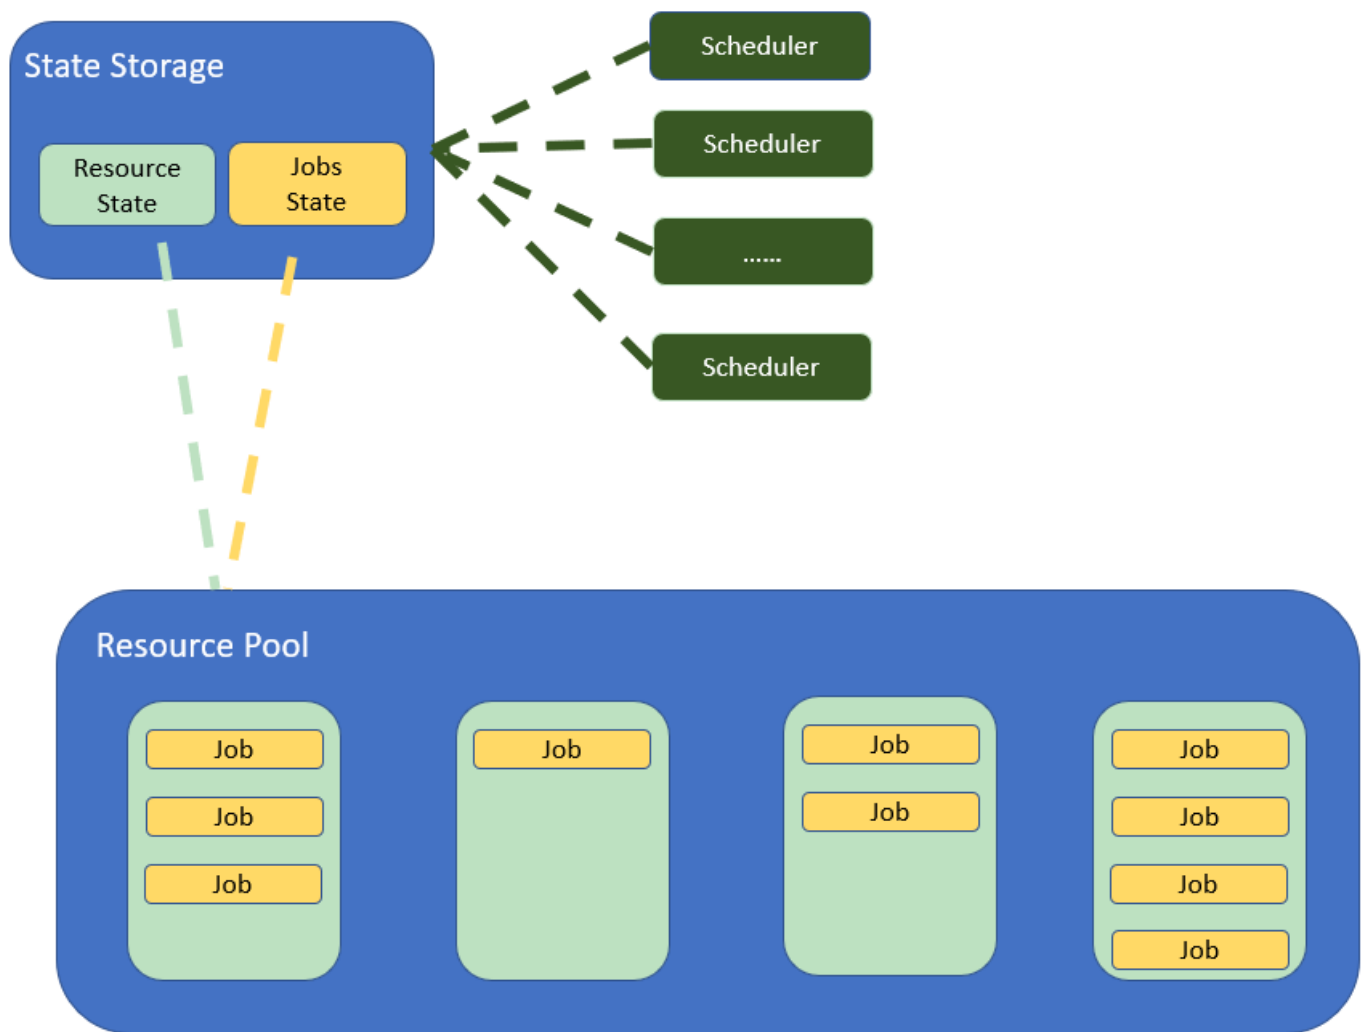 State Storage
Resource
State
Jobs
State
Scheduler
Scheduler
......
Scheduler
Resource Pool
Job
Job
Job
Job
Job
Job
Job
Job
Job
Job